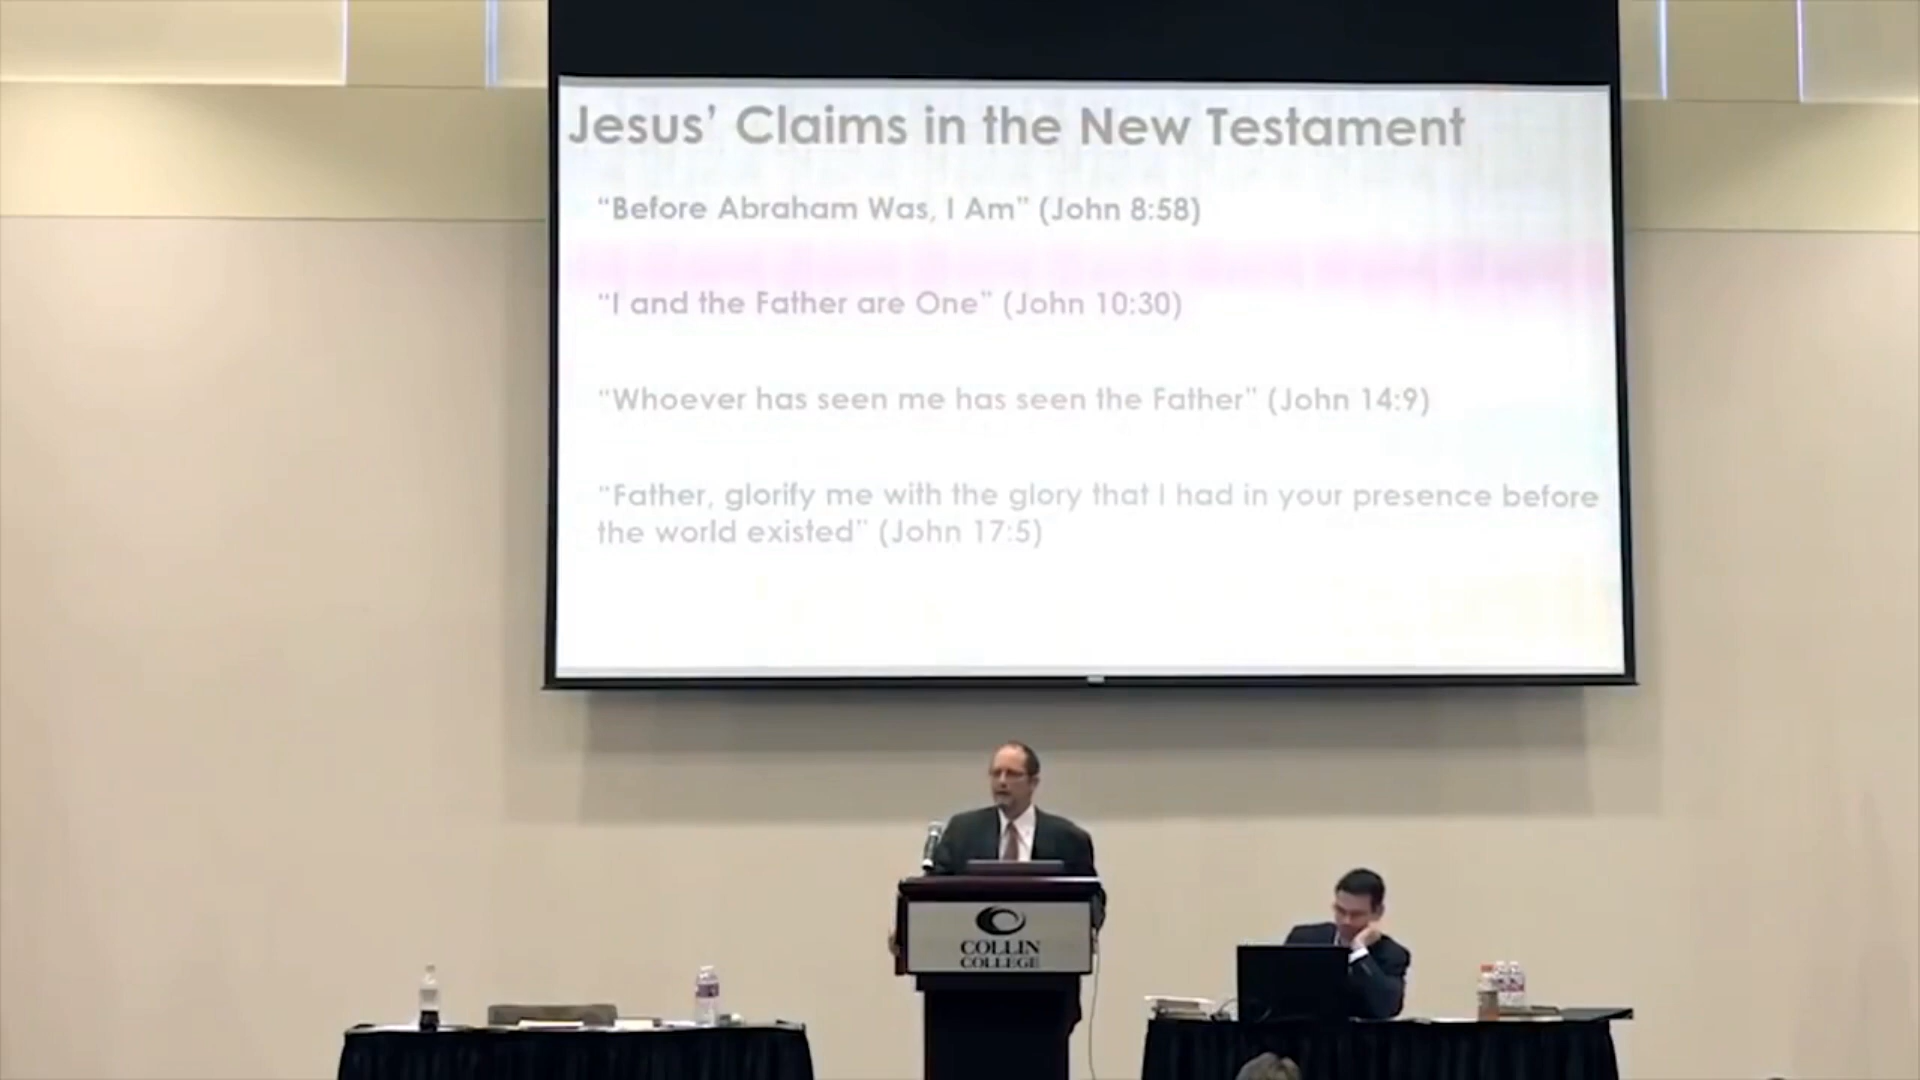 Jesus’ Claims in the New Testament
“Before Abraham Was, I Am” (John 8:58)
“I and the Father are One” (John 10:30)
“Whoever has seen me has seen the Father” (John 14:9)
“Father, glorify me with the glory that I had in your presence before
the world existed” (John 17:5)
COLLIN
COLLEGE